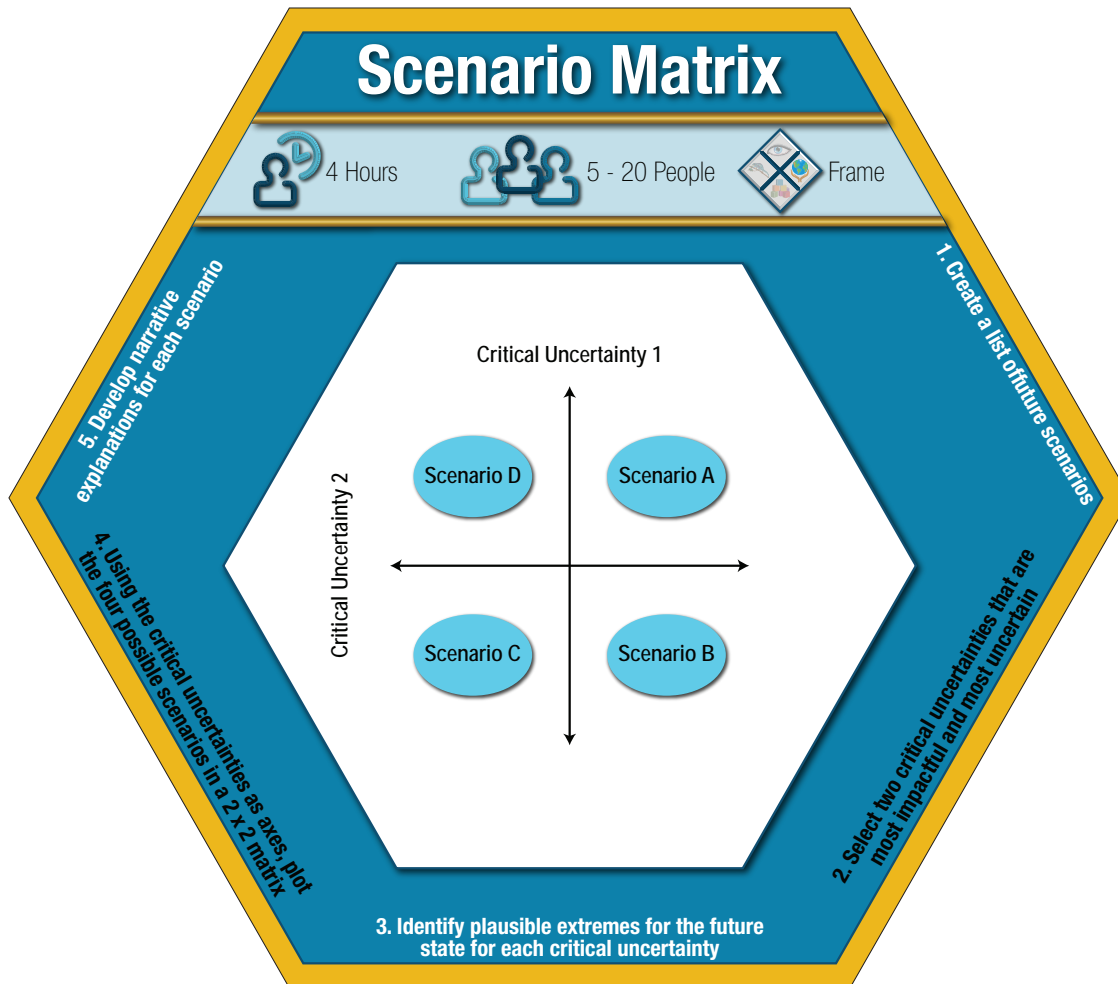 Scenario Matrix
4 Hours
5 - 20 People
Frame
1. Create a list offuture scenarios
2. Select two critical uncertainties that are
most impactful and most uncertain
3. Identify plausible extremes for the future
state for each critical uncertainty
4. Using the critical uncertainties as axes, plot
the four possible scenarios in a 2 x 2 matrix
5. Develop narrative
explanations for each scenario
Critical Uncertainty 1
Critical Uncertainty 2
Scenario D
Scenario A
Scenario C
Scenario B